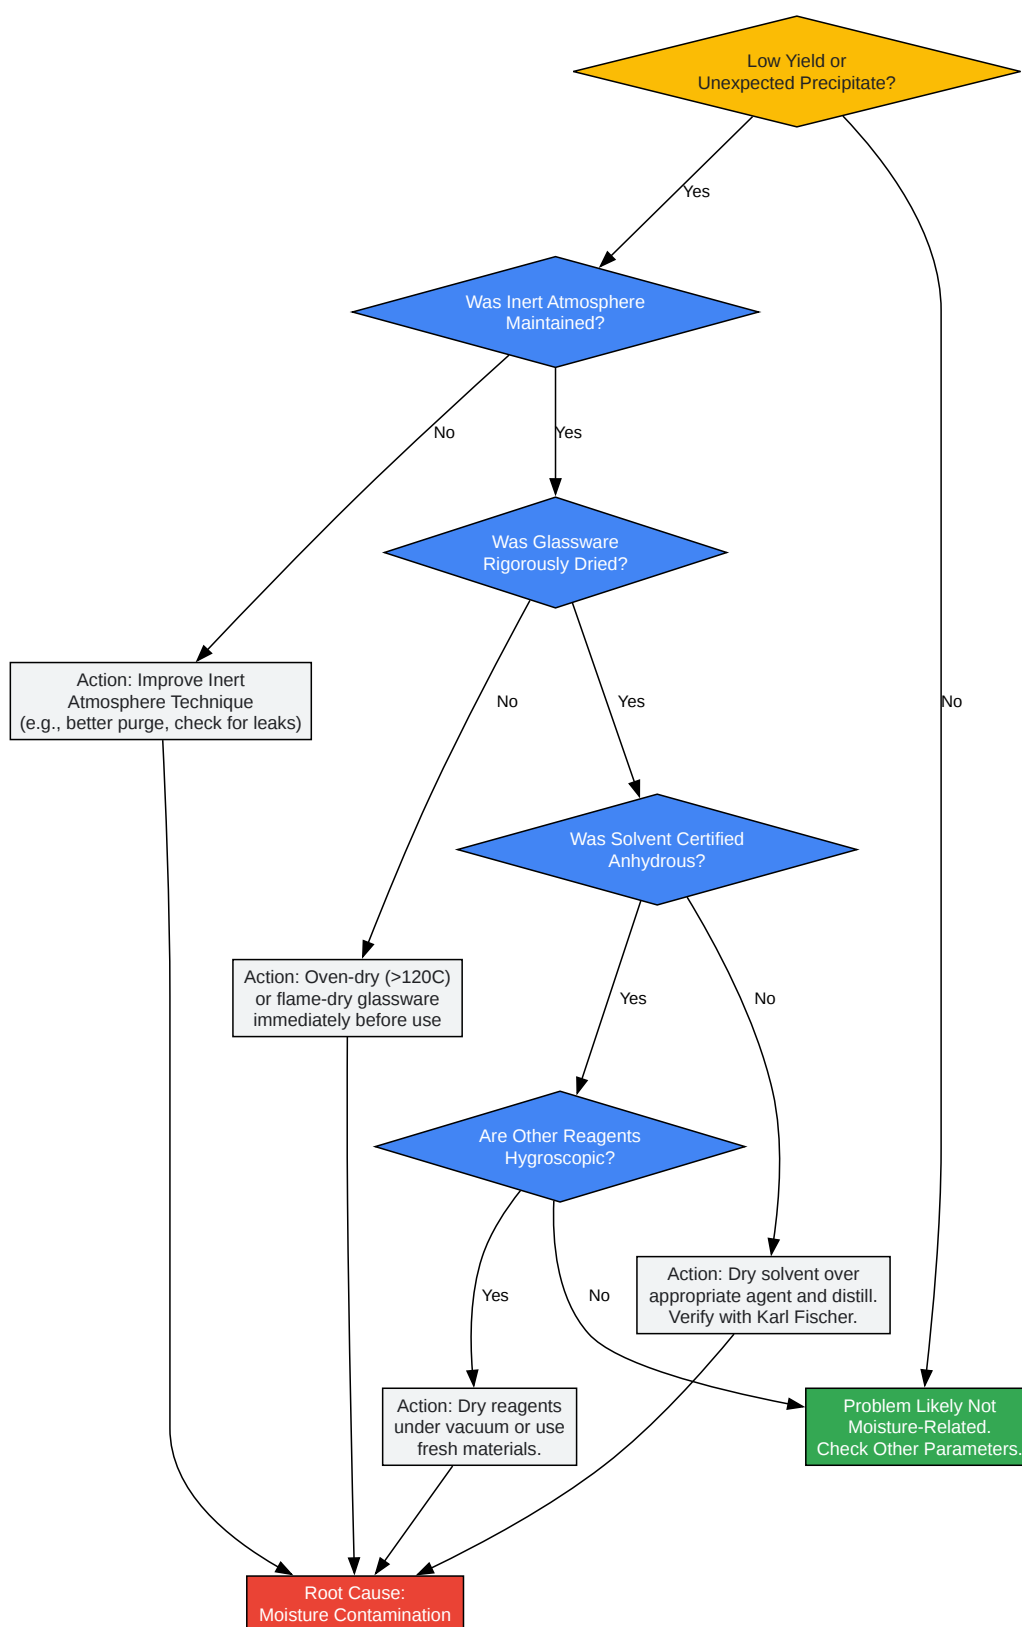 Low Yield or
Unexpected Precipitate?
Yes
Was Inert Atmosphere
Maintained?
No
Yes
Was Glassware
Rigorously Dried?
Action: Improve Inert
Atmosphere Technique
(e.g., better purge, check for leaks)
No
Yes
No
Was Solvent Certified
Anhydrous?
Action: Oven-dry (>120C)
or flame-dry glassware
immediately before use
Yes
No
Are Other Reagents
Hygroscopic?
Yes
No
Action: Dry solvent over
appropriate agent and distill.
Verify with Karl Fischer.
Action: Dry reagents
under vacuum or use
fresh materials.
Problem Likely Not
Moisture-Related.
Check Other Parameters.
Root Cause:
Moisture Contamination